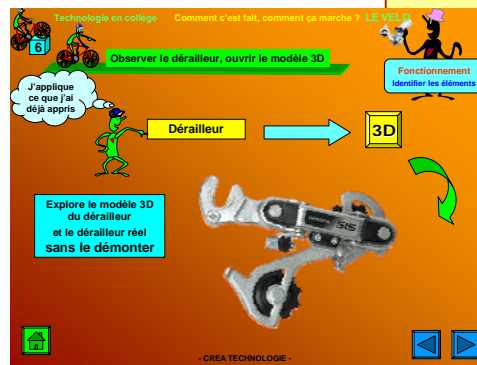 Technologie en collège Comment c'est fait, comment ça marche ? LE VELO
6
Observer le dérailleur, ouvrir le modèle 3D
Fonctionnement
Identifier les éléments
J'applique
ce que j'ai
déjà appris
Dérailleur
3D
Explore le modèle 3D
du dérailleur
et le dérailleur réel
sans le démonter
- CREA TECHNOLOGIE -